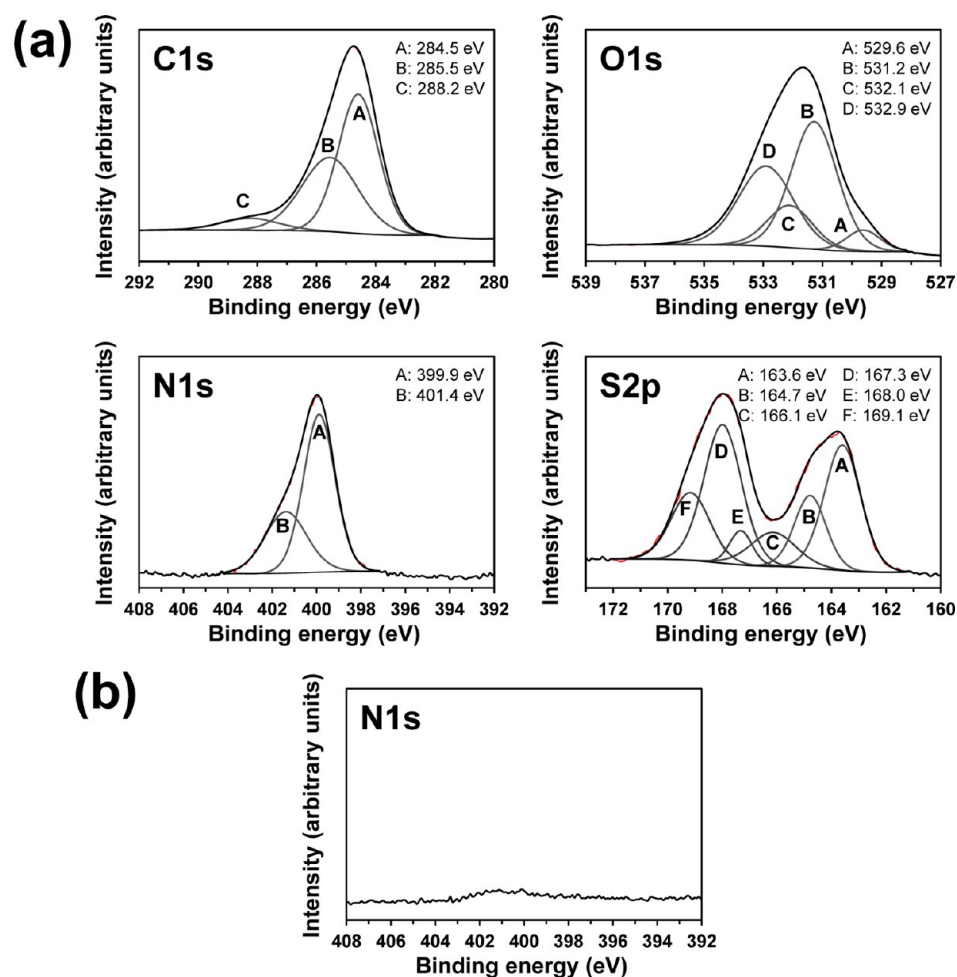 (a)
C1s
A: 284.5 eV
B: 285.5 eV
C: 288.2 eV
A
B
C
Intensity (arbitrary units)
292 290 288 286 284 282 280
Binding energy (eV)
O1s
A: 529.6 eV
B: 531.2 eV
C: 532.1 eV
D: 532.9 eV
B
D
C
A
Intensity (arbitrary units)
539 537 535 533 531 529 527
Binding energy (eV)
N1s
A: 399.9 eV
B: 401.4 eV
A
B
Intensity (arbitrary units)
408 406 404 402 400 398 396 394 392
Binding energy (eV)
S2p
A: 163.6 eV D: 167.3 eV
B: 164.7 eV E: 168.0 eV
C: 166.1 eV F: 169.1 eV
D
A
F
E
B
C
Intensity (arbitrary units)
172 170 168 166 164 162 160
Binding energy (eV)
(b)
N1s
Intensity (arbitrary units)
408 406 404 402 400 398 396 394 392
Binding energy (eV)